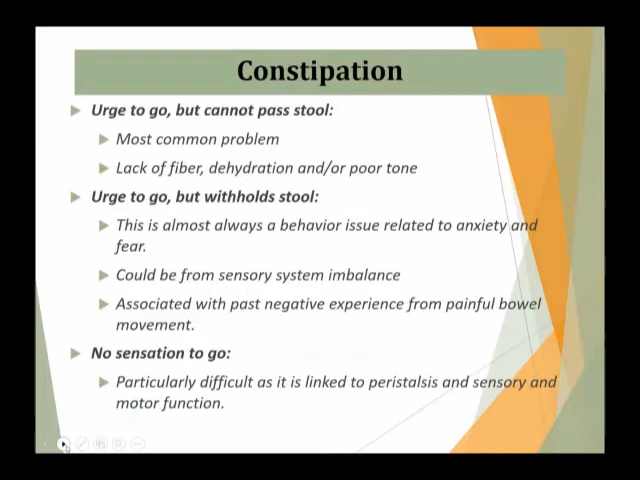 Constipation
Urge to go, but cannot pass stool:
Most common problem
Lack of fiber, dehydration and/or poor tone
Urge to go, but withholds stool:
This is almost always a behavior issue related to anxiety and
fear.
Could be from sensory system imbalance
Associated with past negative experience from painful bowel
movement.
No sensation to go:
Particularly difficult as it is linked to peristalsis and sensory and
motor function.